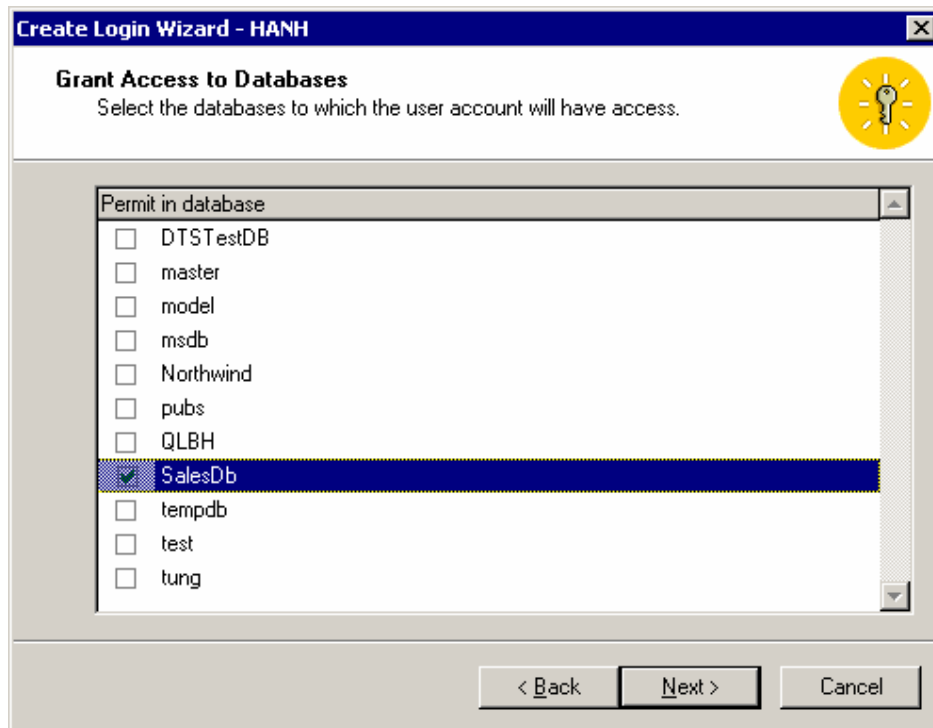 Create Login Wizard - HANH
Grant Access to Databases
Select the databases to which the user account will have access.
Permit in database
DTSTestDB
master
model
msdb
Northwind
pubs
QLBH
SalesDb
tempdb
test
tung
< Back
Next >
Cancel